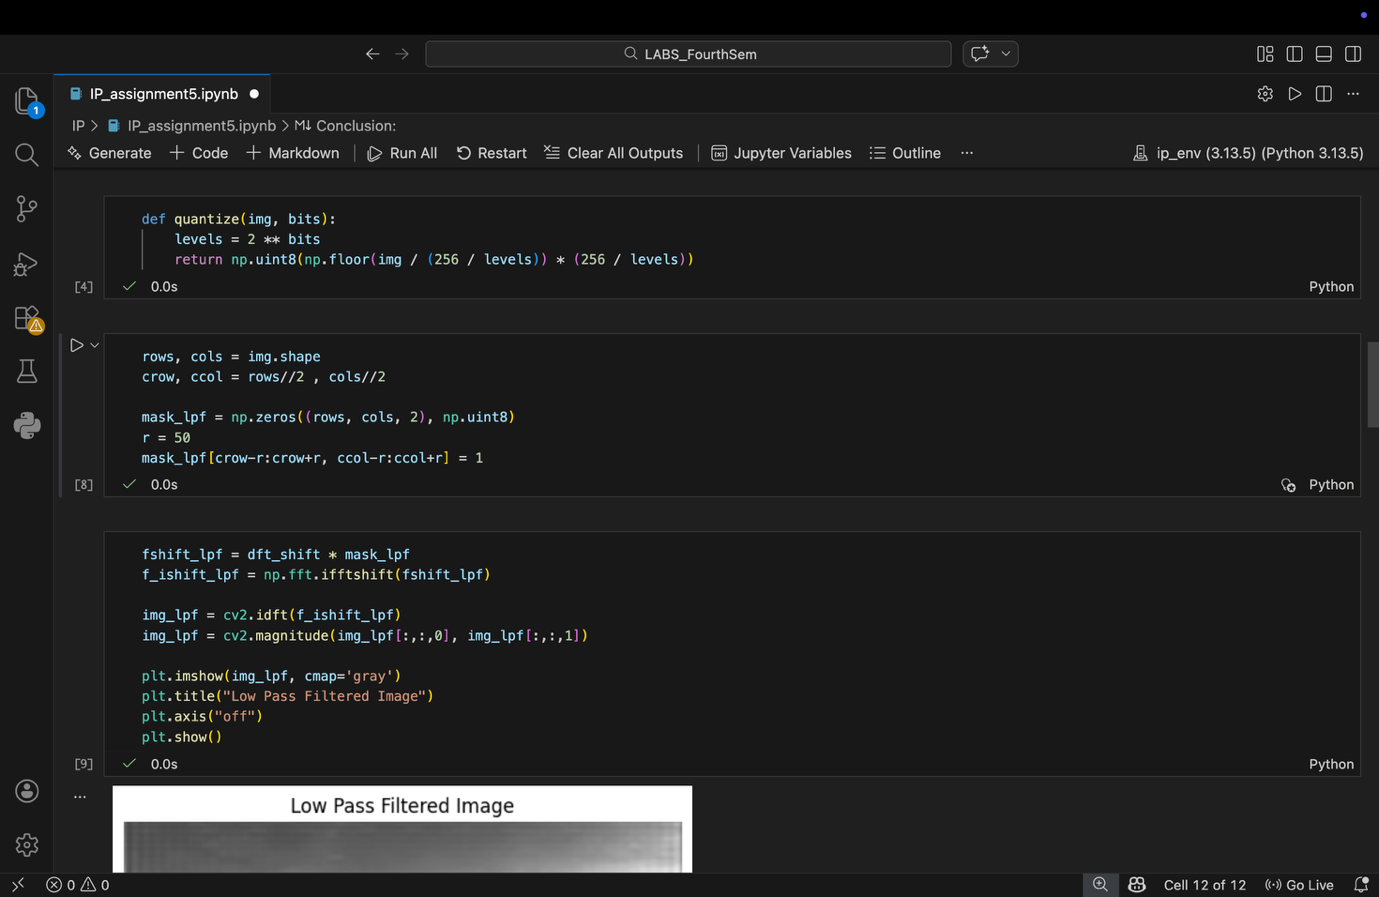 LABS_FourthSem
IP_assignment5.ipynb
1
IP > IP_assignment5.ipynb > M↓ Conclusion:
Generate + Code + Markdown Run All Restart Clear All Outputs Jupyter Variables Outline ... ip_env (3.13.5) (Python 3.13.5)
def quantize(img, bits):
levels = 2 ** bits
return np.uint8(np.floor(img / (256 / levels)) * (256 / levels))
[4] 0.0s Python
rows, cols = img.shape
crow, ccol = rows//2 , cols//2
mask_lpf = np.zeros((rows, cols, 2), np.uint8)
r = 50
mask_lpf[crow-r:crow+r, ccol-r:ccol+r] = 1
[8] 0.0s Python
fshift_lpf = dft_shift * mask_lpf
f_ishift_lpf = np.fft.ifftshift(fshift_lpf)
img_lpf = cv2.idft(f_ishift_lpf)
img_lpf = cv2.magnitude(img_lpf[:,:,0], img_lpf[:,:,1])
plt.imshow(img_lpf, cmap='gray')
plt.title("Low Pass Filtered Image")
plt.axis("off")
plt.show()
[9] 0.0s Python
...
Low Pass Filtered Image
0 0 Cell 12 of 12 Go Live